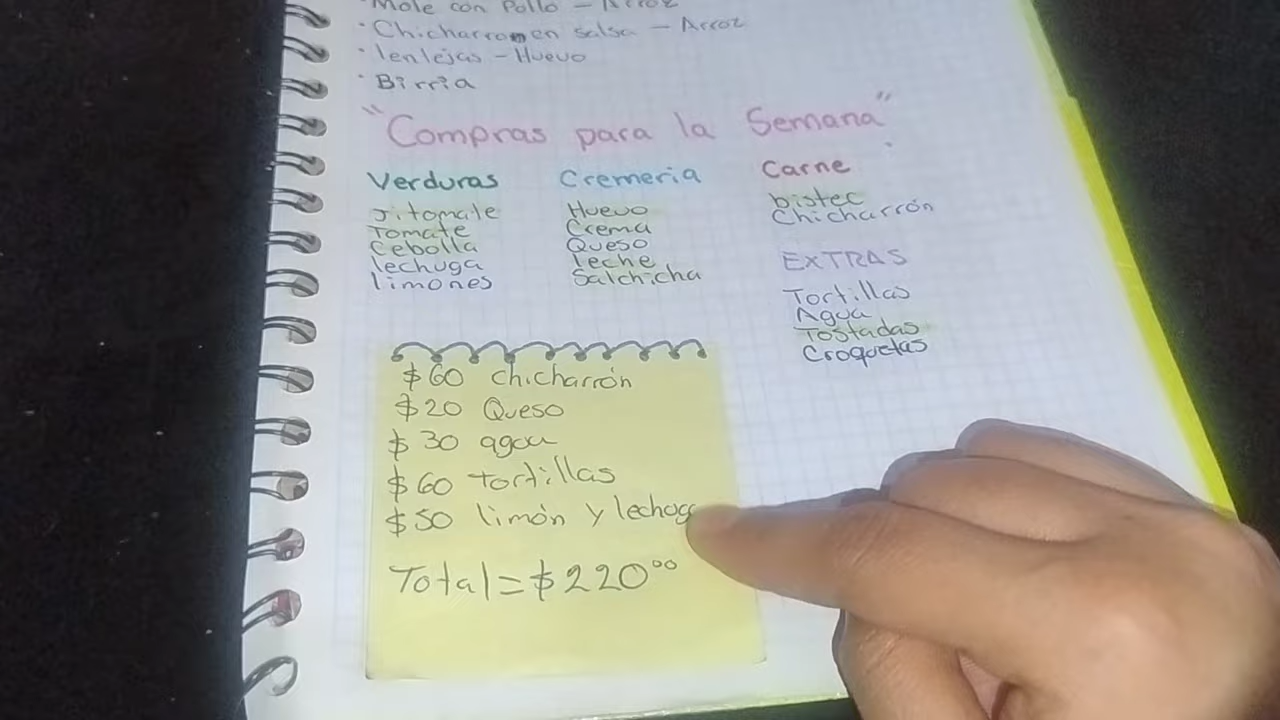 · Mole con Pollo – Arroz
· Chicharron en salsa – Arroz
· lentejas – Huevo
· Birria
"Compras para la Semana"
Verduras
Jitomate
Tomate
Cebolla
lechuga
limones
Cremeria
Huevo
Crema
Queso
leche
Salchicha
Carne
bistec
Chicharrón
EXTRAS
Tortillas
Agua
Tostadas
Croquetas
$60 chicharrón
$20 Queso
$30 agua
$60 tortillas
$50 limón y lechuga
Total = $220⁰⁰